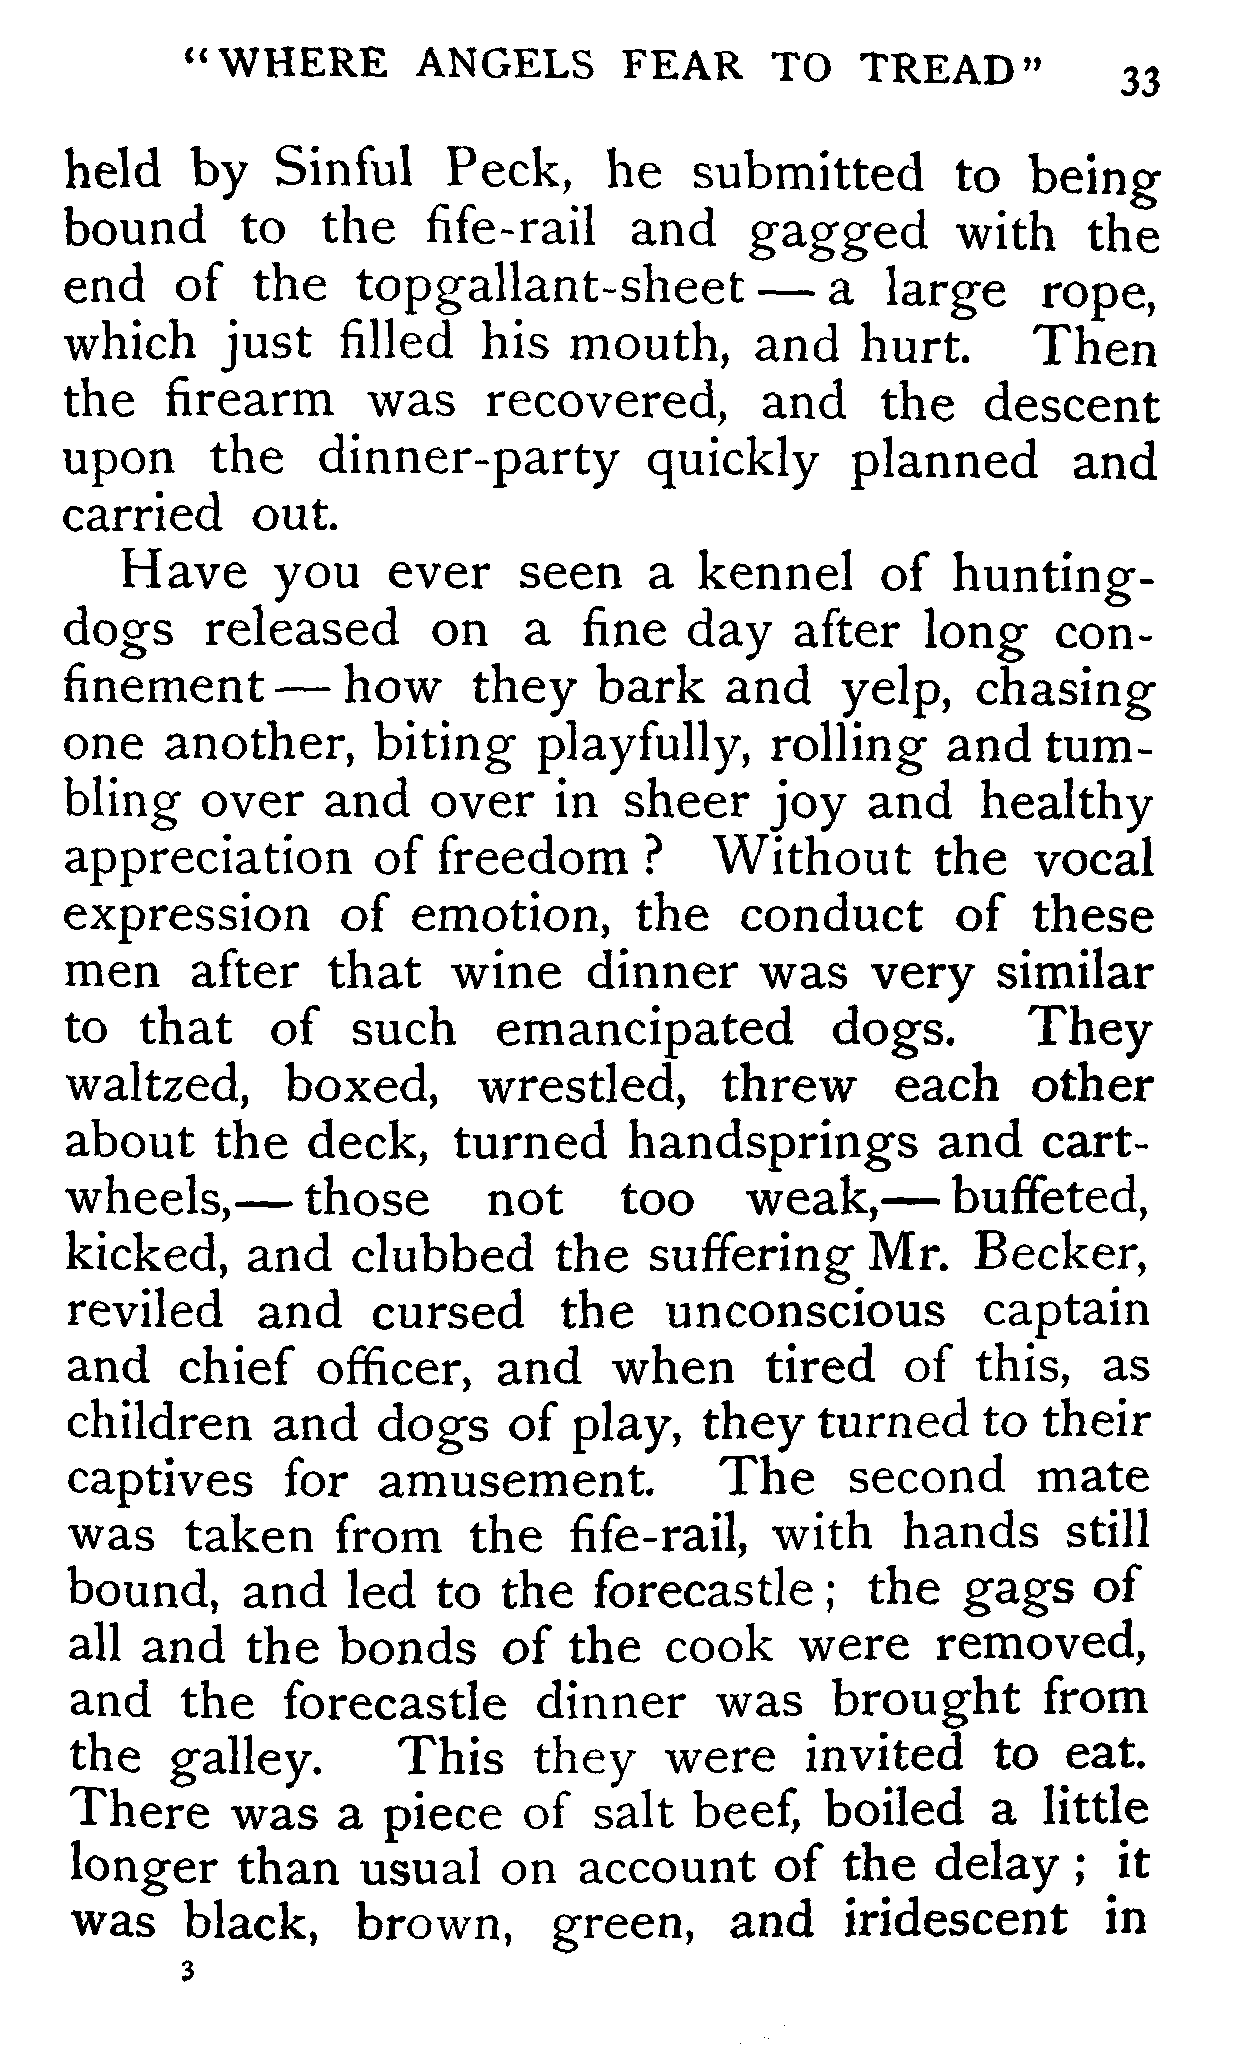 "WHERE ANGELS FEAR TO TREAD" 33
held by Sinful Peck, he submitted to being
bound to the fife-rail and gagged with the
end of the topgallant-sheet — a large rope,
which just filled his mouth, and hurt. Then
the firearm was recovered, and the descent
upon the dinner-party quickly planned and
carried out.
Have you ever seen a kennel of hunting-
dogs released on a fine day after long con-
finement — how they bark and yelp, chasing
one another, biting playfully, rolling and tum-
bling over and over in sheer joy and healthy
appreciation of freedom ? Without the vocal
expression of emotion, the conduct of these
men after that wine dinner was very similar
to that of such emancipated dogs. They
waltzed, boxed, wrestled, threw each other
about the deck, turned handsprings and cart-
wheels,— those not too weak,— buffeted,
kicked, and clubbed the suffering Mr. Becker,
reviled and cursed the unconscious captain
and chief officer, and when tired of this, as
children and dogs of play, they turned to their
captives for amusement. The second mate
was taken from the fife-rail, with hands still
bound, and led to the forecastle ; the gags of
all and the bonds of the cook were removed,
and the forecastle dinner was brought from
the galley. This they were invited to eat.
There was a piece of salt beef, boiled a little
longer than usual on account of the delay ; it
was black, brown, green, and iridescent in
3